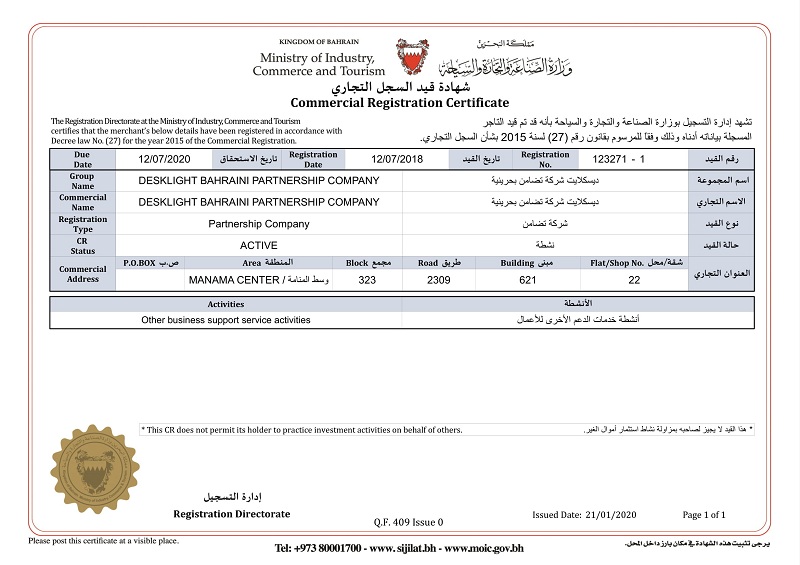 KINGDOM OF BAHRAIN
مملكة البحرين
Ministry of Industry,
Commerce and Tourism
وزارة الصناعة والتجارة والسياحة
شهادة قيد السجل التجاري
Commercial Registration Certificate
The Registration Directorate at the Ministry of Industry, Commerce and Tourism
certifies that the merchant's below details have been registered in accordance with
Decree law No. (27) for the year 2015 of the Commercial Registration.
تشهد إدارة التسجيل بوزارة الصناعة والتجارة والسياحة بأنه قد تم قيد التاجر
المسجلة بياناته أدناه وذلك وفقاً للمرسوم بقانون رقم (27) لسنة 2015 بشأن السجل التجاري.
Due Date 12/07/2020 تاريخ الاستحقاق Registration Date 12/07/2018 تاريخ القيد Registration No. 123271 - 1 رقم القيد
Group Name DESKLIGHT BAHRAINI PARTNERSHIP COMPANY ديسكلايت شركة تضامن بحرينية اسم المجموعة
Commercial Name DESKLIGHT BAHRAINI PARTNERSHIP COMPANY ديسكلايت شركة تضامن بحرينية الاسم التجاري
Registration Type Partnership Company شركة تضامن نوع القيد
CR Status ACTIVE نشطة حالة القيد
Commercial Address P.O.BOX ص.ب Area المنطقة Block مجمع Road طريق Building مبنى Flat/Shop No. شقة/محل العنوان التجاري
MANAMA CENTER / وسط المنامة 323 2309 621 22
Activities الأنشطة
Other business support service activities أنشطة خدمات الدعم الأخرى للأعمال
* This CR does not permit its holder to practice investment activities on behalf of others.
* هذا القيد لا يجيز لصاحبه بمزاولة نشاط استثمار أموال الغير.
إدارة التسجيل
Registration Directorate
Q.F. 409 Issue 0
Issued Date: 21/01/2020
Page 1 of 1
Please post this certificate at a visible place.
Tel: +973 80001700 - www. sijilat.bh - www.moic.gov.bh
يرجى تثبيت هذه الشهادة في مكان بارز داخل المحل.